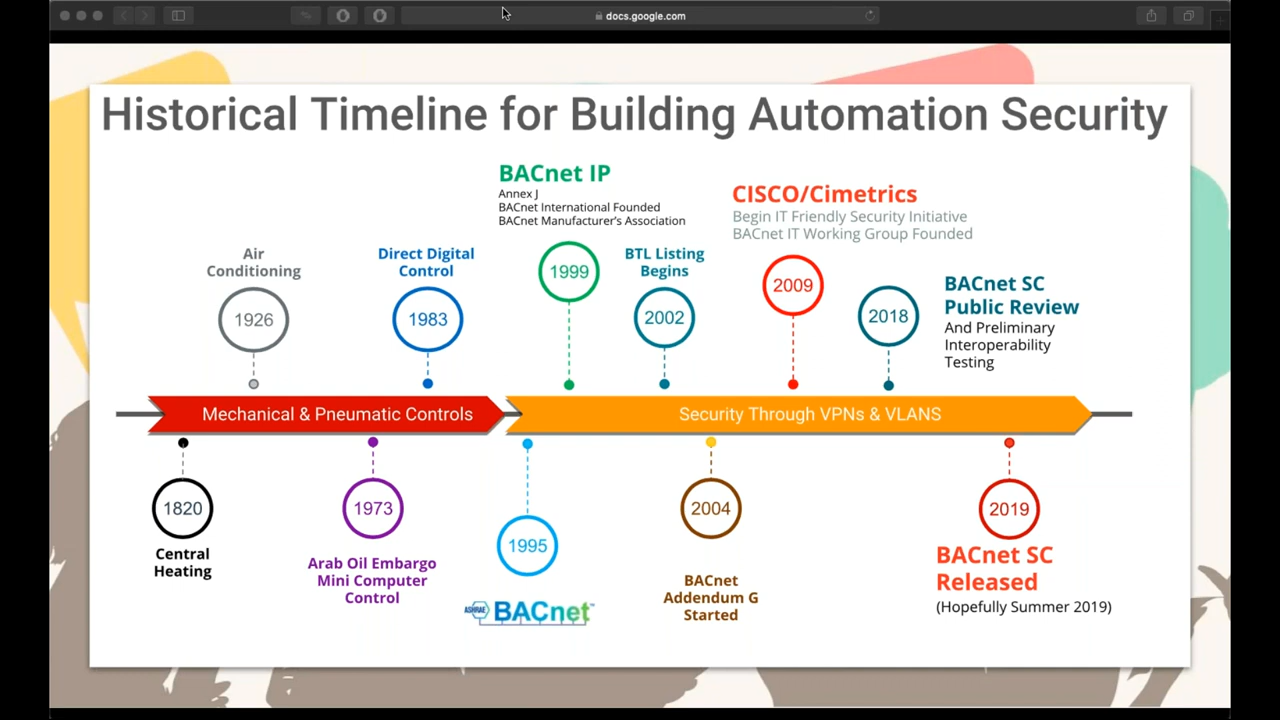 docs.google.com
Historical Timeline for Building Automation Security
BACnet IP
Annex J
BACnet International Founded
BACnet Manufacturer's Association
CISCO/Cimetrics
Begin IT Friendly Security Initiative
BACnet IT Working Group Founded
Air
Conditioning
Direct Digital
Control
BTL Listing
Begins
BACnet SC
Public Review
And Preliminary
Interoperability
Testing
1926
1983
1999
2002
2009
2018
Mechanical & Pneumatic Controls
Security Through VPNs & VLANS
1820
Central
Heating
1973
Arab Oil Embargo
Mini Computer
Control
1995
ASHRAE BACnet™
2004
BACnet
Addendum G
Started
2019
BACnet SC
Released
(Hopefully Summer 2019)